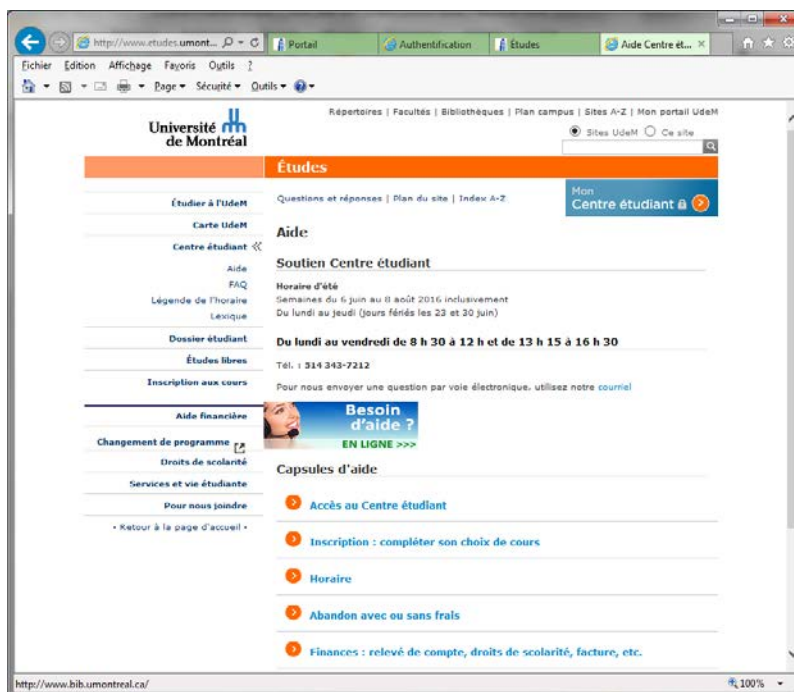 http://www.etudes.umont...
Portail
Authentification
Études
Aide Centre ét...
Fichier Edition Affichage Favoris Outils ?
Page Sécurité Outils
Répertoires | Facultés | Bibliothèques | Plan campus | Sites A-Z | Mon portail UdeM
Université de Montréal
Sites UdeM Ce site
Études
Questions et réponses | Plan du site | Index A-Z
Mon
Centre étudiant
Étudier à l'UdeM
Carte UdeM
Centre étudiant
Aide
FAQ
Légende de l'horaire
Lexique
Dossier étudiant
Études libres
Inscription aux cours
Aide financière
Changement de programme
Droits de scolarité
Services et vie étudiante
Pour nous joindre
• Retour à la page d'accueil •
Aide
Soutien Centre étudiant
Horaire d'été
Semaines du 6 juin au 8 août 2016 inclusivement
Du lundi au jeudi (jours fériés les 23 et 30 juin)
Du lundi au vendredi de 8 h 30 à 12 h et de 13 h 15 à 16 h 30
Tél. : 514 343-7212
Pour nous envoyer une question par voie électronique, utilisez notre courriel
Besoin
d'aide ?
EN LIGNE >>>
Capsules d'aide
Accès au Centre étudiant
Inscription : compléter son choix de cours
Horaire
Abandon avec ou sans frais
Finances : relevé de compte, droits de scolarité, facture, etc.
http://www.bib.umontreal.ca/
100%